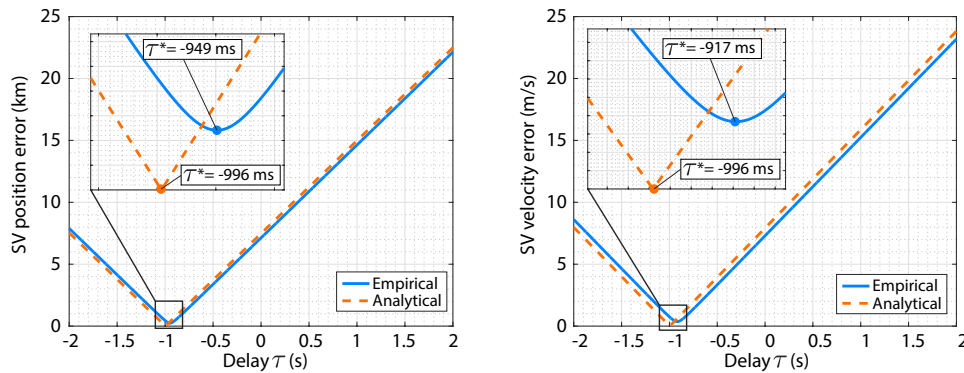 25
20
15
10
5
0
SV position error (km)
τ*= -949 ms
τ*= -996 ms
Empirical
Analytical
-2 -1.5 -1 -0.5 0 0.5 1 1.5 2
Delay τ (s)
25
20
15
10
5
0
SV velocity error (m/s)
τ*= -917 ms
τ*= -996 ms
Empirical
Analytical
-2 -1.5 -1 -0.5 0 0.5 1 1.5 2
Delay τ (s)